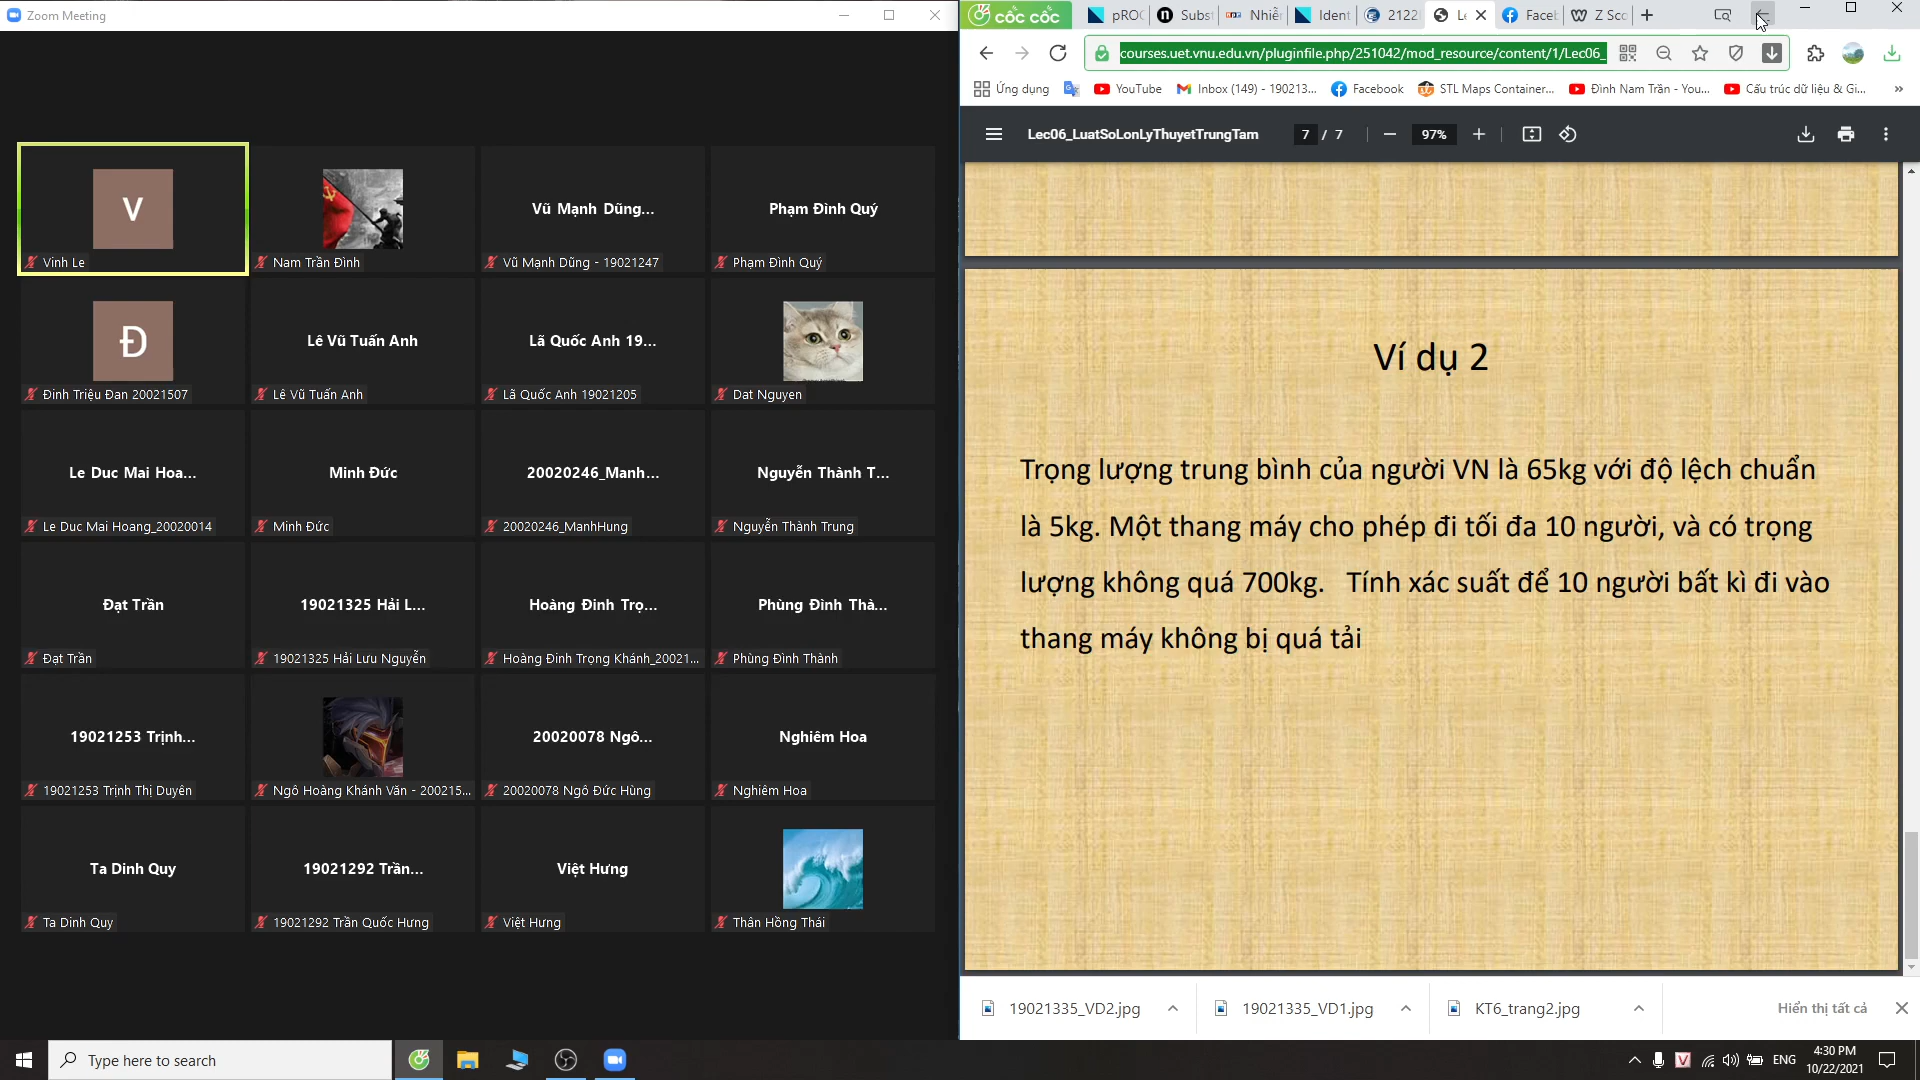 Zoom Meeting
V
Vinh Le
Nam Trần Đình
Vũ Mạnh Dũng...
Vũ Mạnh Dũng - 19021247
Phạm Đình Quý
Phạm Đình Quý
Đ
Đinh Triệu Đan 20021507
Lê Vũ Tuấn Anh
Lê Vũ Tuấn Anh
Lã Quốc Anh 19...
Lã Quốc Anh 19021205
Dat Nguyen
Le Duc Mai Hoa...
Le Duc Mai Hoang_20020014
Minh Đức
Minh Đức
20020246_Manh...
20020246_ManhHung
Nguyễn Thành T...
Nguyễn Thành Trung
Đạt Trần
Đạt Trần
19021325 Hải L...
19021325 Hải Lưu Nguyễn
Hoàng Đinh Trọ...
Hoàng Đinh Trọng Khánh_20021...
Phùng Đình Thà...
Phùng Đình Thành
19021253 Trịnh...
19021253 Trịnh Thị Duyên
Ngô Hoàng Khánh Văn - 200215...
20020078 Ngô...
20020078 Ngô Đức Hùng
Nghiêm Hoa
Nghiêm Hoa
Ta Dinh Quy
Ta Dinh Quy
19021292 Trần...
19021292 Trần Quốc Hưng
Việt Hưng
Việt Hưng
Thân Hồng Thái
cốc cốc
pROC
Subst
Nhiễ
Ident
2122
Le
Faceb
Z Sco
courses.uet.vnu.edu.vn/pluginfile.php/251042/mod_resource/content/1/Lec06_
Ứng dụng
YouTube
Inbox (149) - 190213...
Facebook
STL Maps Container...
Đình Nam Trần - You...
Cấu trúc dữ liệu & Gi...
»
Lec06_LuatSoLonLyThuyetTrungTam
7 / 7
97%
Ví dụ 2
Trọng lượng trung bình của người VN là 65kg với độ lệch chuẩn
là 5kg. Một thang máy cho phép đi tối đa 10 người, và có trọng
lượng không quá 700kg. Tính xác suất để 10 người bất kì đi vào
thang máy không bị quá tải
19021335_VD2.jpg
19021335_VD1.jpg
KT6_trang2.jpg
Hiển thị tất cả
Type here to search
V
ENG
4:30 PM
10/22/2021